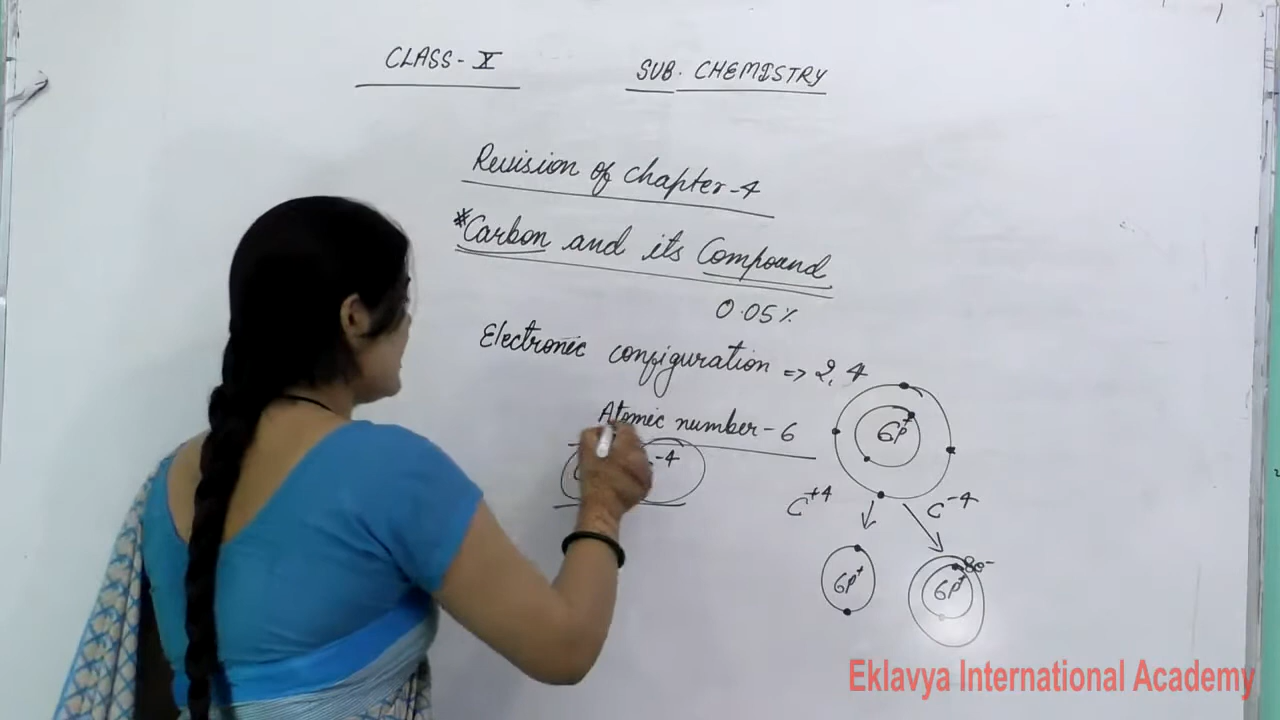 CLASS - X
SUB. CHEMISTRY
Revision of chapter - 4
*Carbon and its Compound
0.05%
Electronic configuration => 2,4
Atomic number - 6
6P+
-4
C+4
C-4
6P+
6P+
8e-
Eklavya International Academy